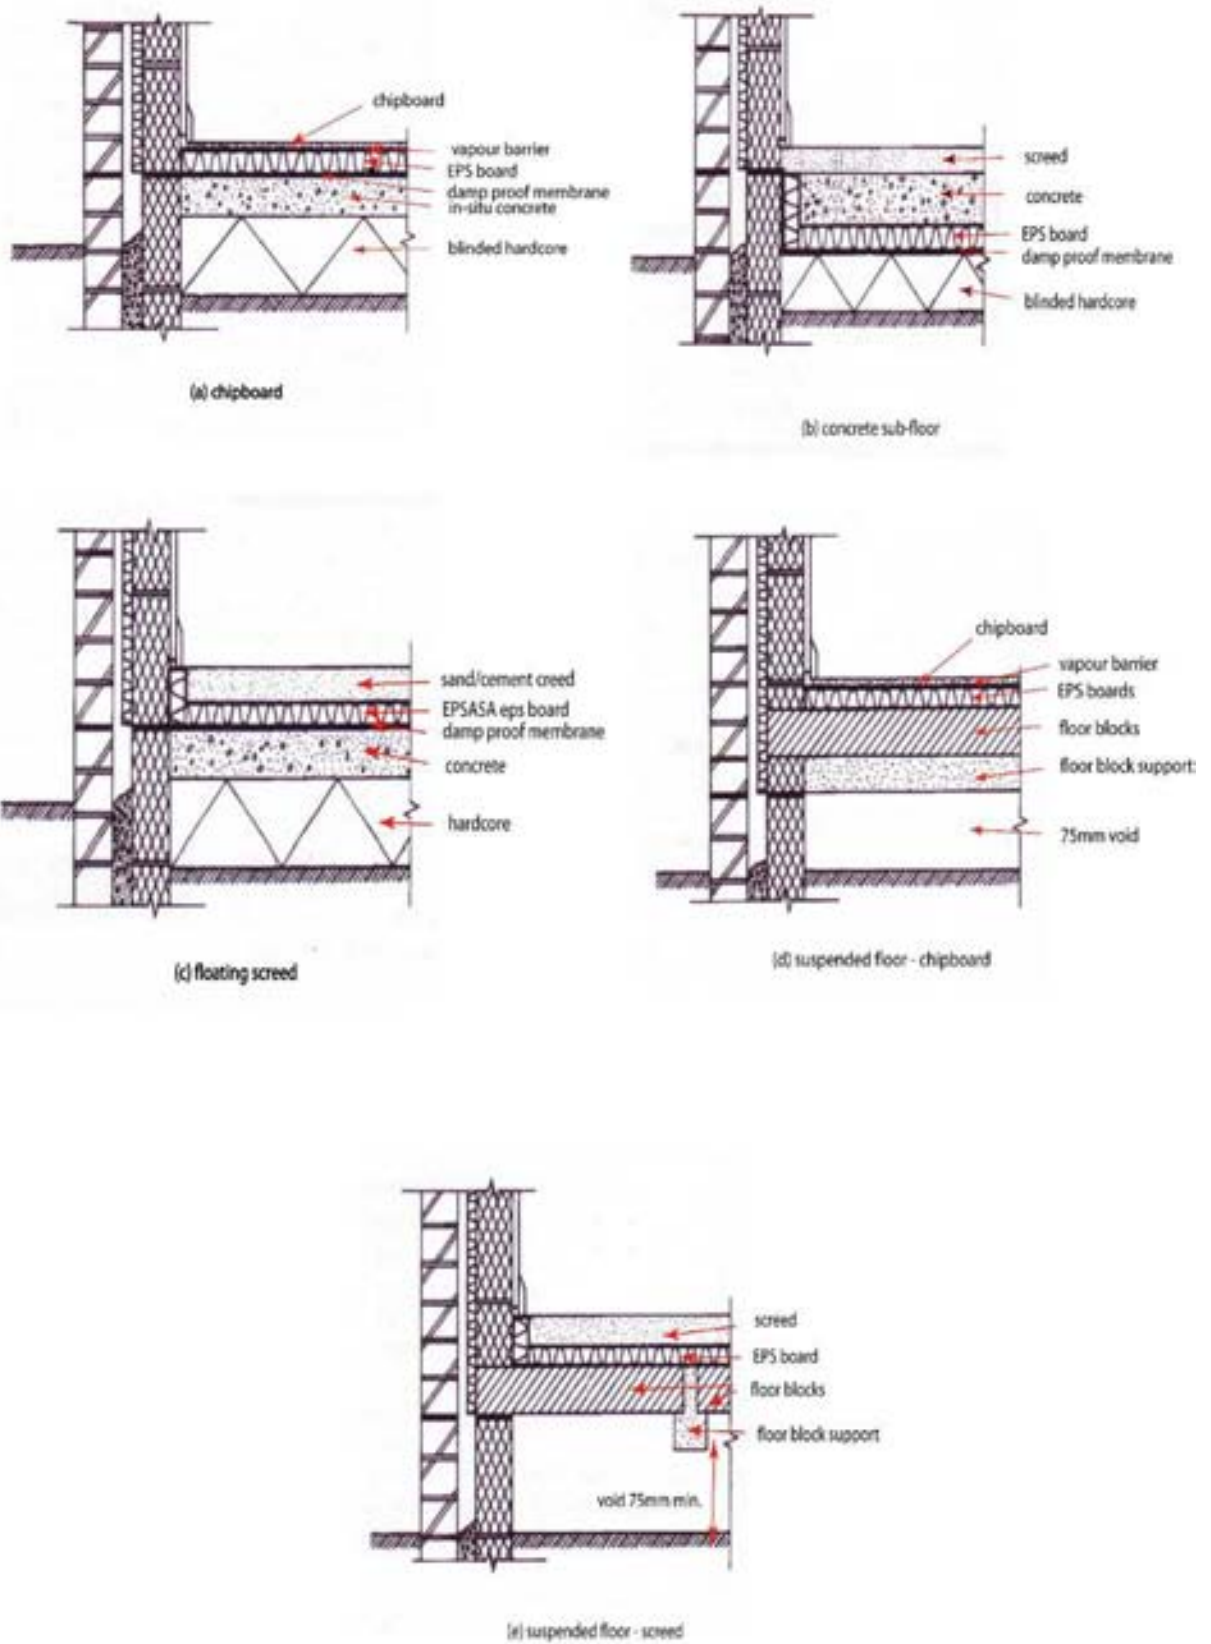 chipboard
vapour barrier
EPS board
damp proof membrane
in-situ concrete
blinded hardcore
(a) chipboard
screed
concrete
EPS board
damp proof membrane
blinded hardcore
(b) concrete sub-floor
sand/cement creed
EPSASA eps board
damp proof membrane
concrete
hardcore
(c) floating screed
chipboard
vapour barrier
EPS boards
floor blocks
floor block support
75mm void
(d) suspended floor - chipboard
screed
EPS board
floor blocks
floor block support
void 75mm min.
(e) suspended floor - screed